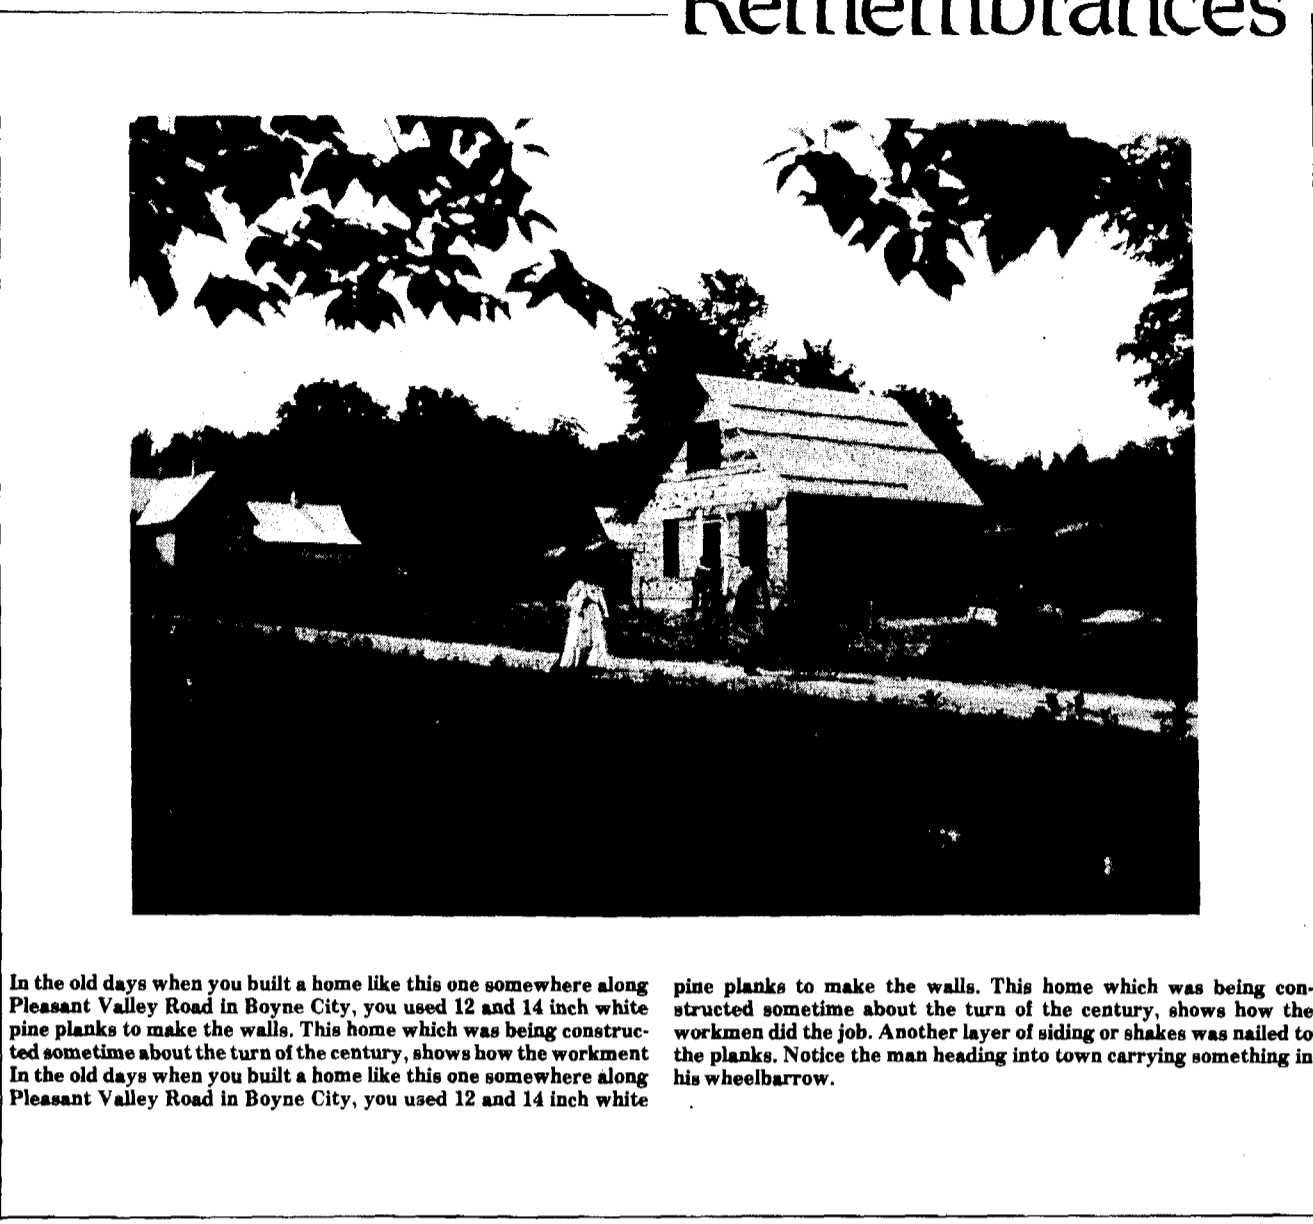 Remembrances
In the old days when you built a home like this one somewhere along
Pleasant Valley Road in Boyne City, you used 12 and 14 inch white
pine planks to make the walls. This home which was being construc-
ted sometime about the turn of the century, shows how the workment
In the old days when you built a home like this one somewhere along
Pleasant Valley Road in Boyne City, you used 12 and 14 inch white
pine planks to make the walls. This home which was being con-
structed sometime about the turn of the century, shows how the
workmen did the job. Another layer of siding or shakes was nailed to
the planks. Notice the man heading into town carrying something in
his wheelbarrow.